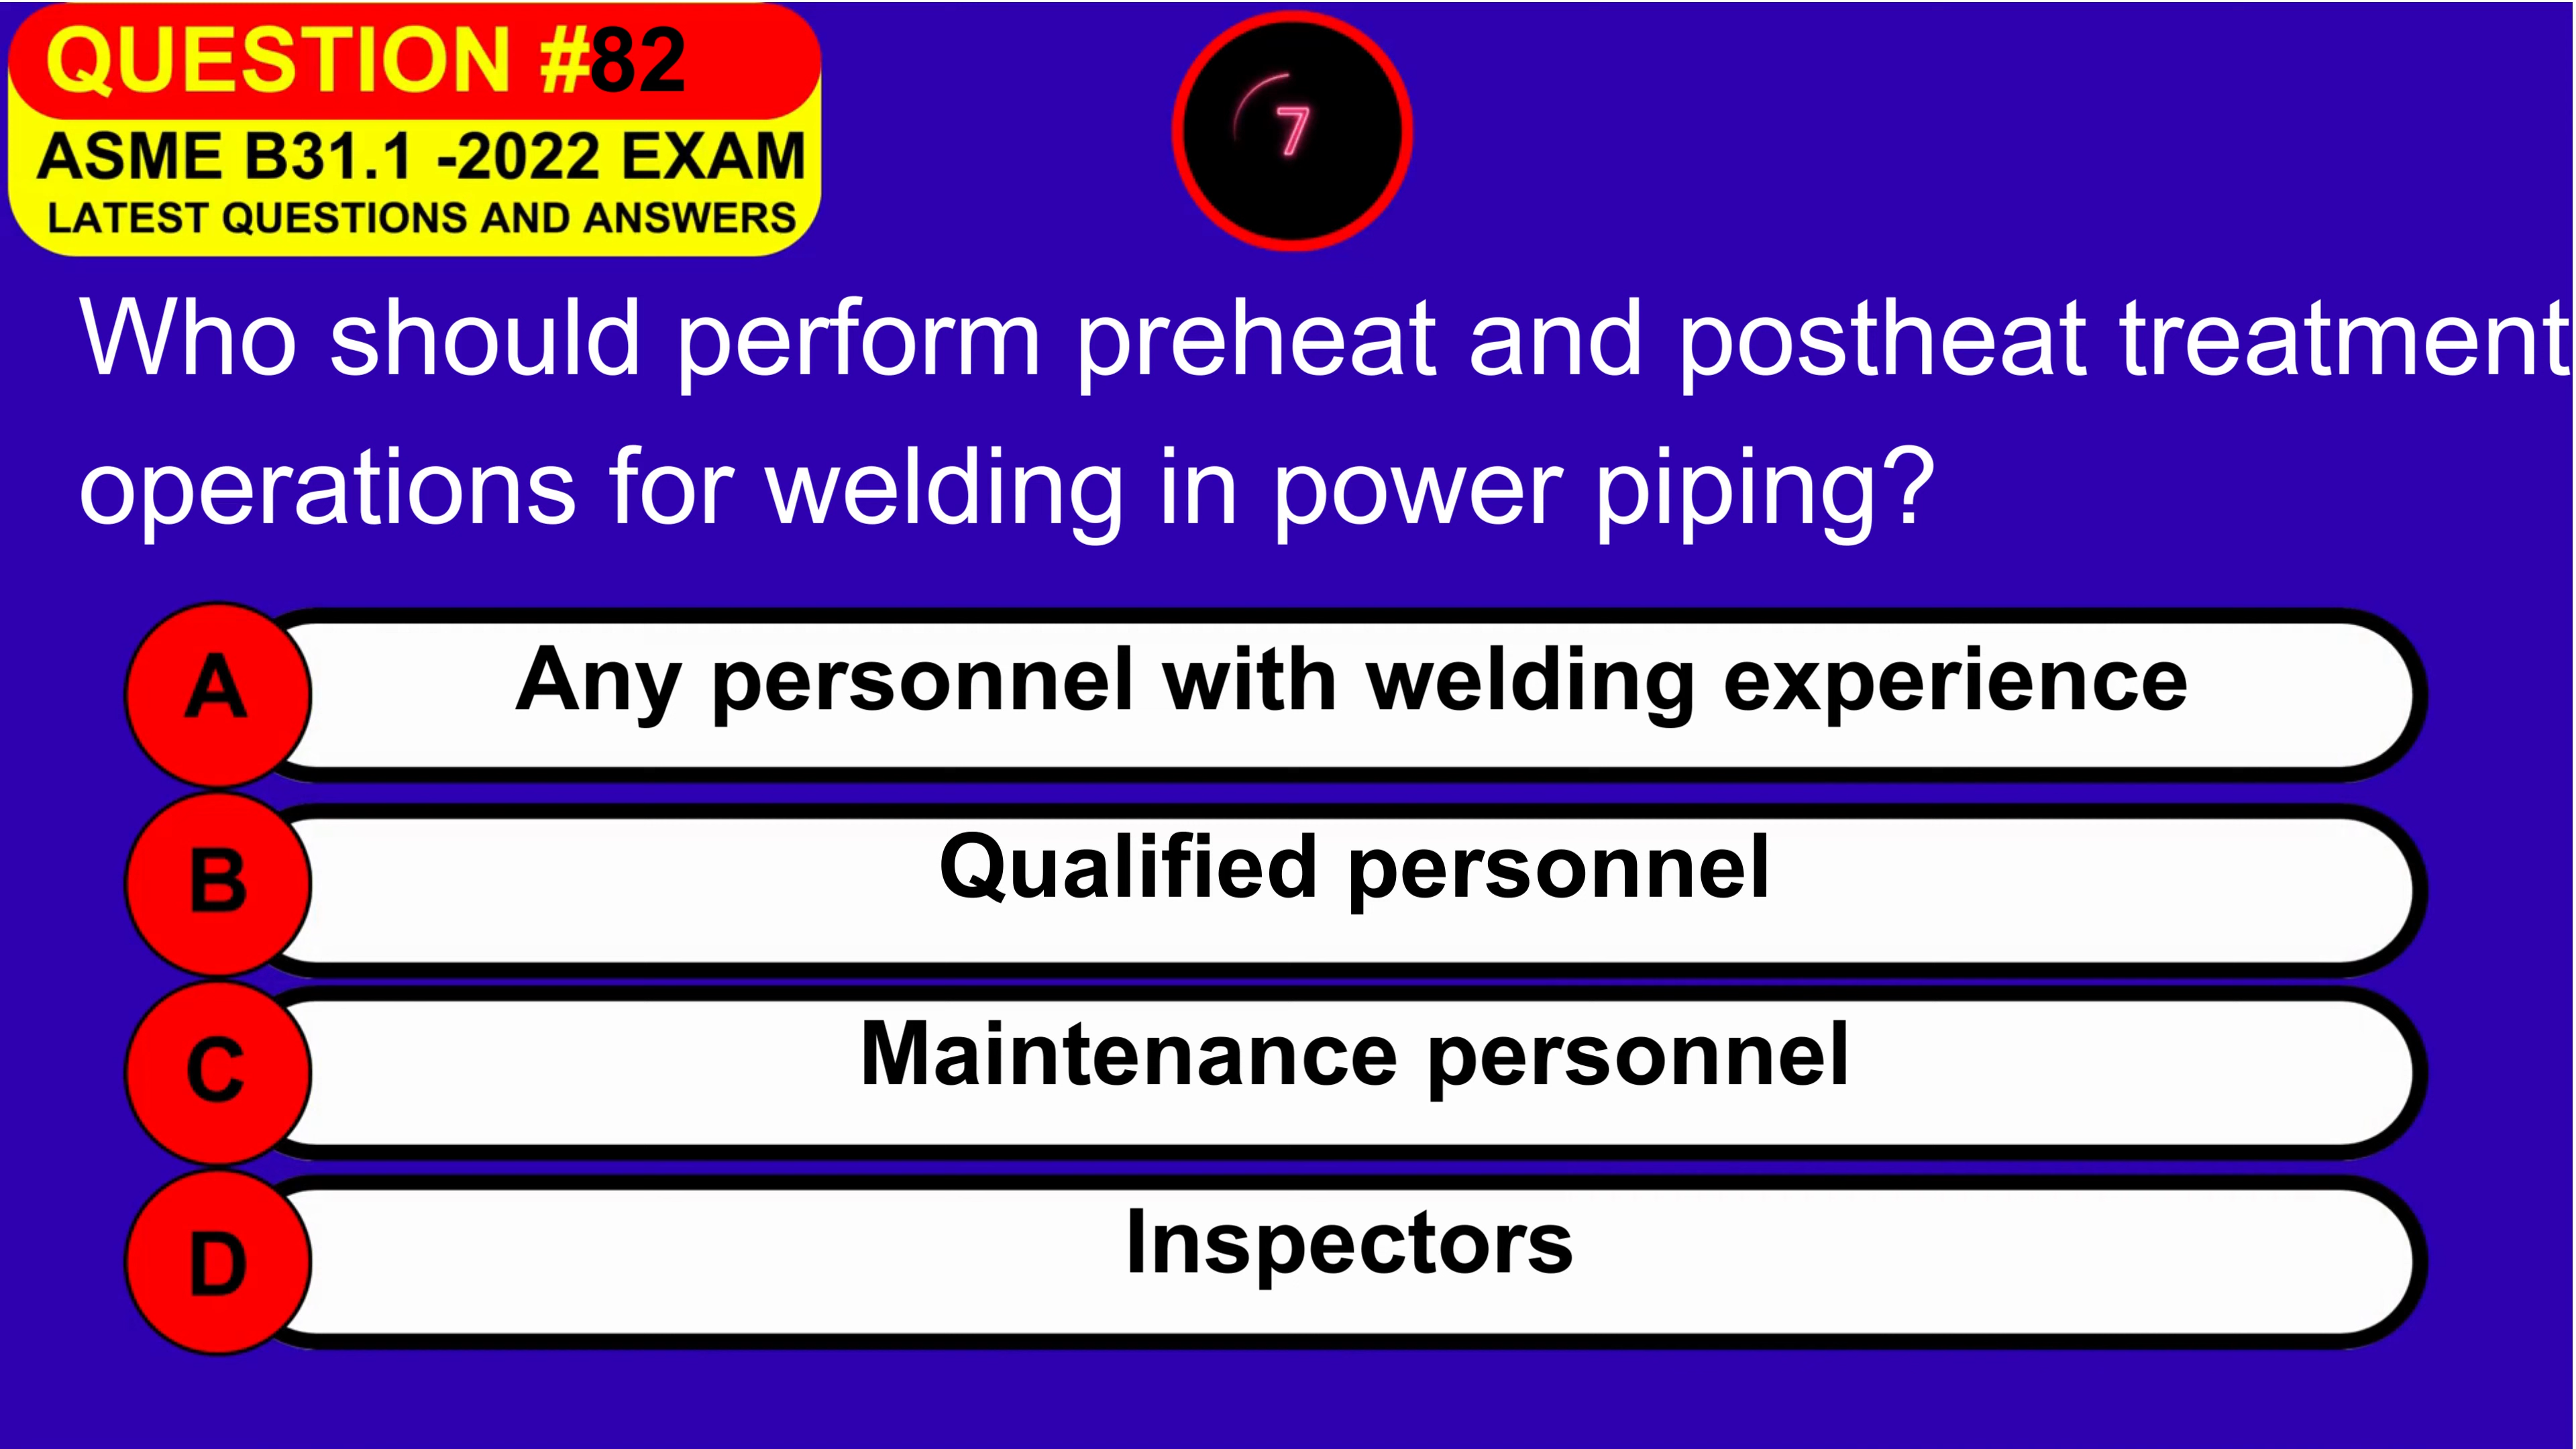 QUESTION #82
ASME B31.1 -2022 EXAM
LATEST QUESTIONS AND ANSWERS
7
Who should perform preheat and postheat treatment
operations for welding in power piping?
A Any personnel with welding experience
B Qualified personnel
C Maintenance personnel
D Inspectors